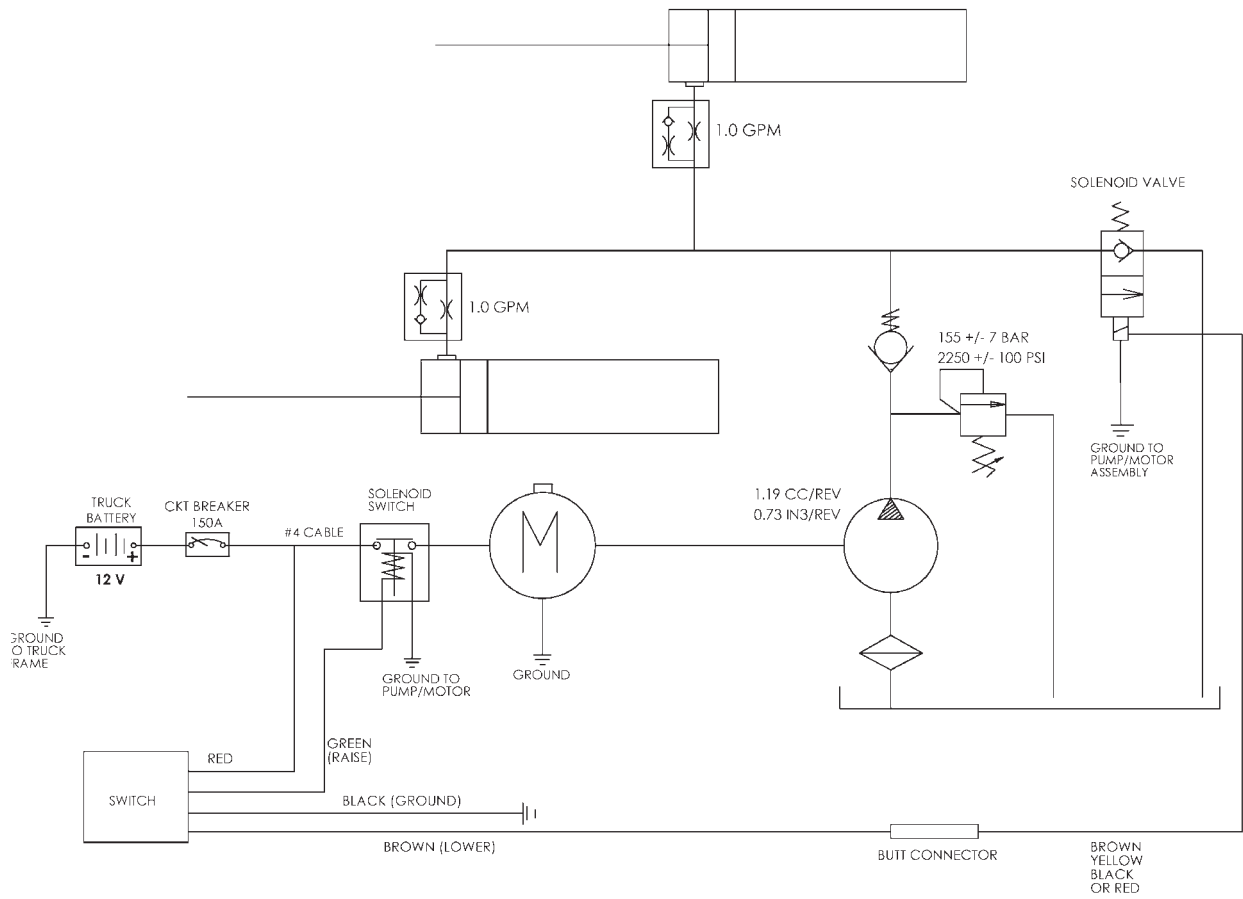 1.0 GPM
SOLENOID VALVE
1.0 GPM
155 +/- 7 BAR
2250 +/- 100 PSI
GROUND TO
PUMP/MOTOR
ASSEMBLY
1.19 CC/REV
0.73 IN3/REV
TRUCK
BATTERY
CKT BREAKER
150A
SOLENOID
SWITCH
#4 CABLE
- +
12 V
M
ROUND
O TRUCK
RAME
GROUND TO
PUMP/MOTOR
GROUND
GREEN
(RAISE)
RED
SWITCH
BLACK (GROUND)
BROWN (LOWER)
BUTT CONNECTOR
BROWN
YELLOW
BLACK
OR RED